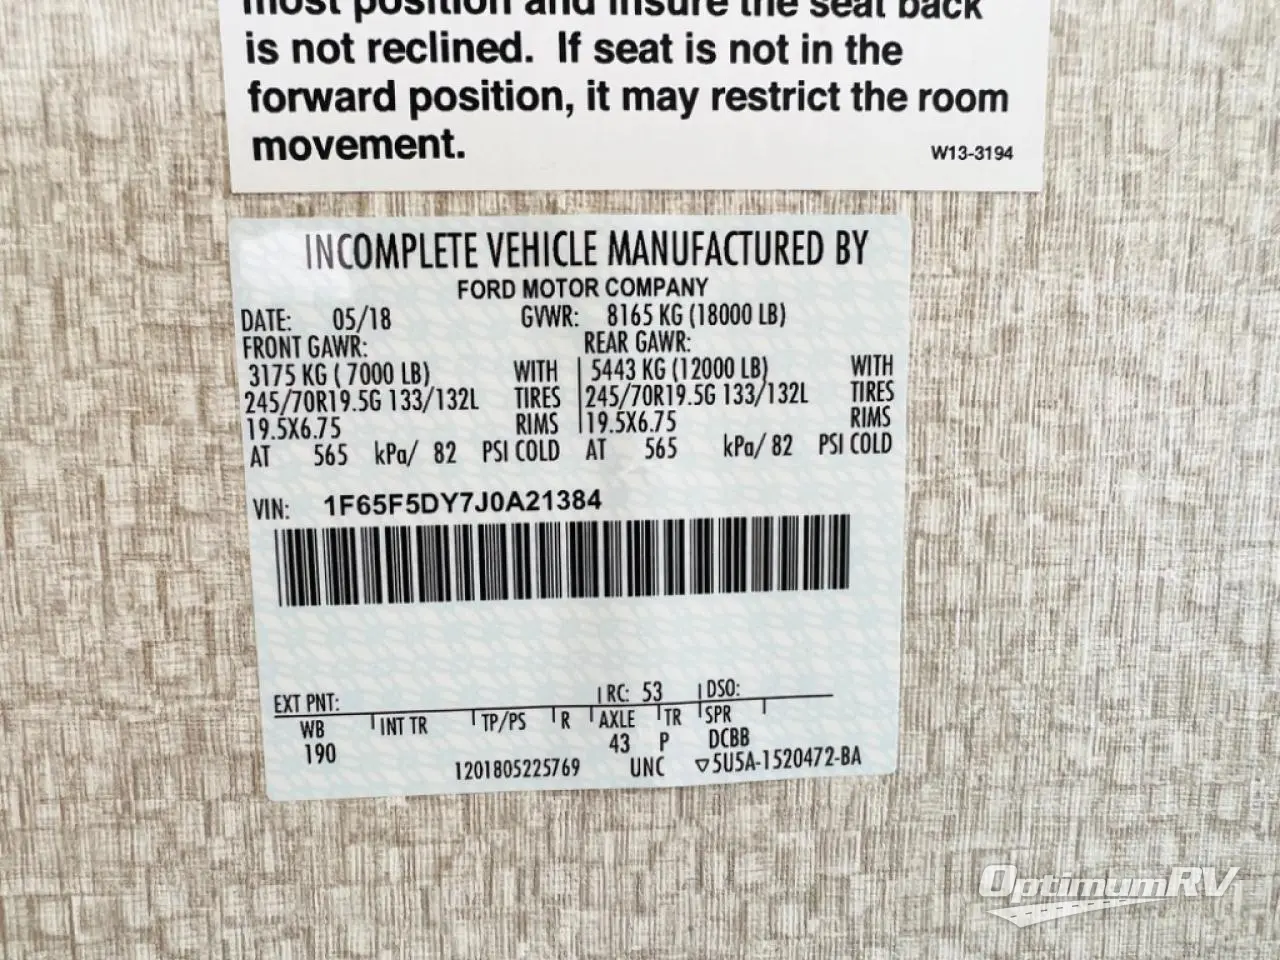 most position and insure the seat back
is not reclined. If seat is not in the
forward position, it may restrict the room
movement.
W13-3194
INCOMPLETE VEHICLE MANUFACTURED BY
FORD MOTOR COMPANY
DATE: 05/18 GVWR: 8165 KG (18000 LB)
FRONT GAWR: REAR GAWR:
3175 KG ( 7000 LB) WITH 5443 KG (12000 LB) WITH
245/70R19.5G 133/132L TIRES 245/70R19.5G 133/132L TIRES
19.5X6.75 RIMS 19.5X6.75 RIMS
AT 565 kPa/ 82 PSI COLD AT 565 kPa/ 82 PSI COLD
VIN: 1F65F5DY7J0A21384
EXT PNT: RC: 53 DSO:
WB INT TR TP/PS R AXLE TR SPR
190 43 P DCBB
1201805225769 UNC ▽5U5A-1520472-BA
OptimumRV